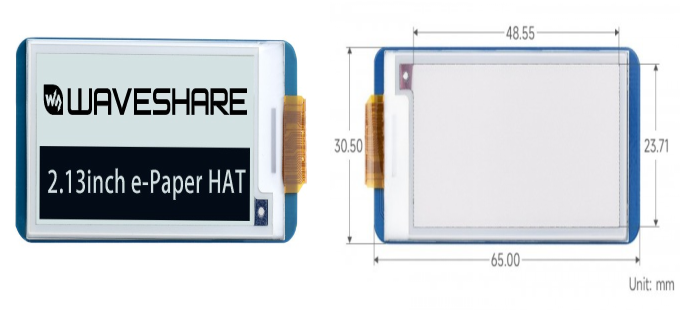 WAVESHARE
2.13inch e-Paper HAT
48.55
30.50
23.71
65.00
Unit: mm